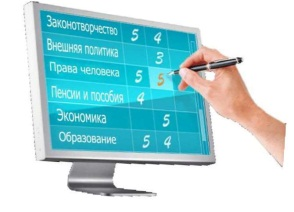 Законотворчество 5 4
Внешняя политика 3
Права человека 5 5
Пенсии и пособия 4
Экономика 5
Образование 5 4